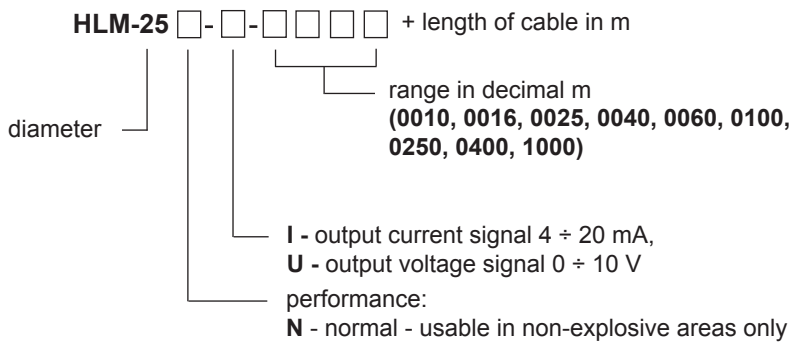 HLM-25 □-□-□□□□ + length of cable in m
range in decimal m
(0010, 0016, 0025, 0040, 0060, 0100,
0250, 0400, 1000)
diameter
I - output current signal 4 ÷ 20 mA,
U - output voltage signal 0 ÷ 10 V
performance:
N - normal - usable in non-explosive areas only